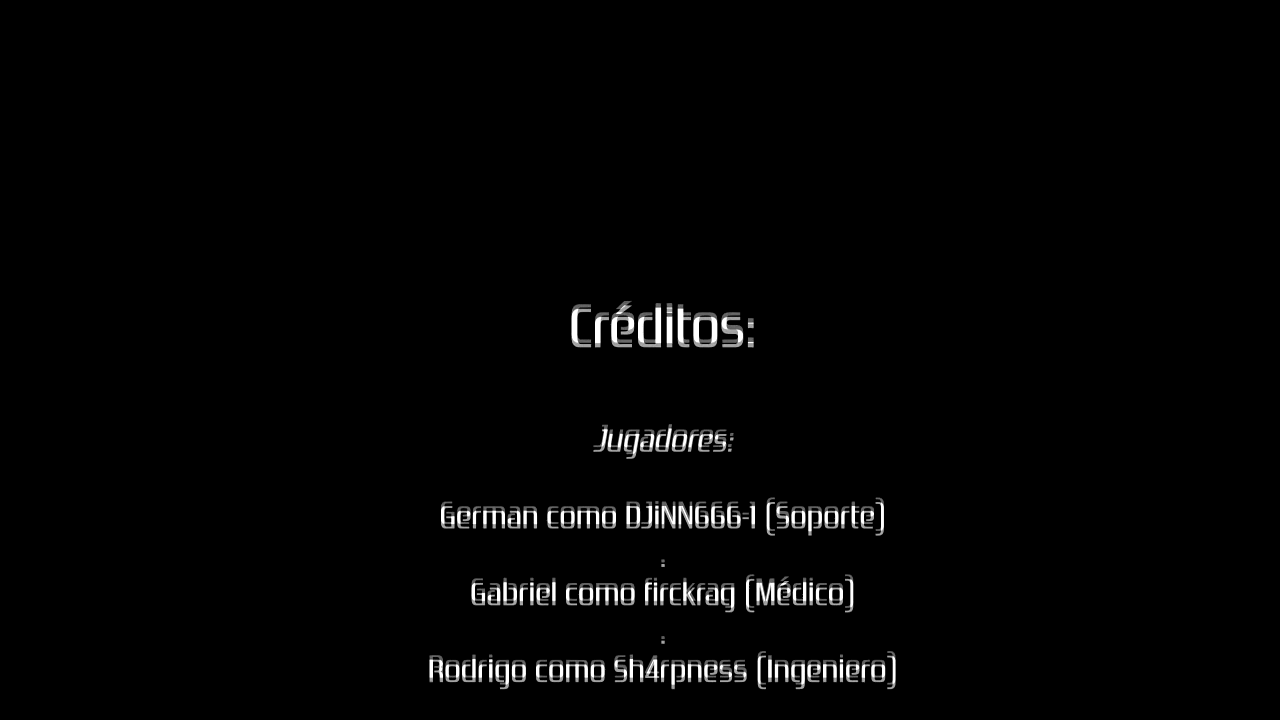 Créditos:
Jugadores:
German como DJiNN666-1 (Soporte)
.
Gabriel como firckrag (Médico)
.
Rodrigo como Sh4rpness (Ingeniero)